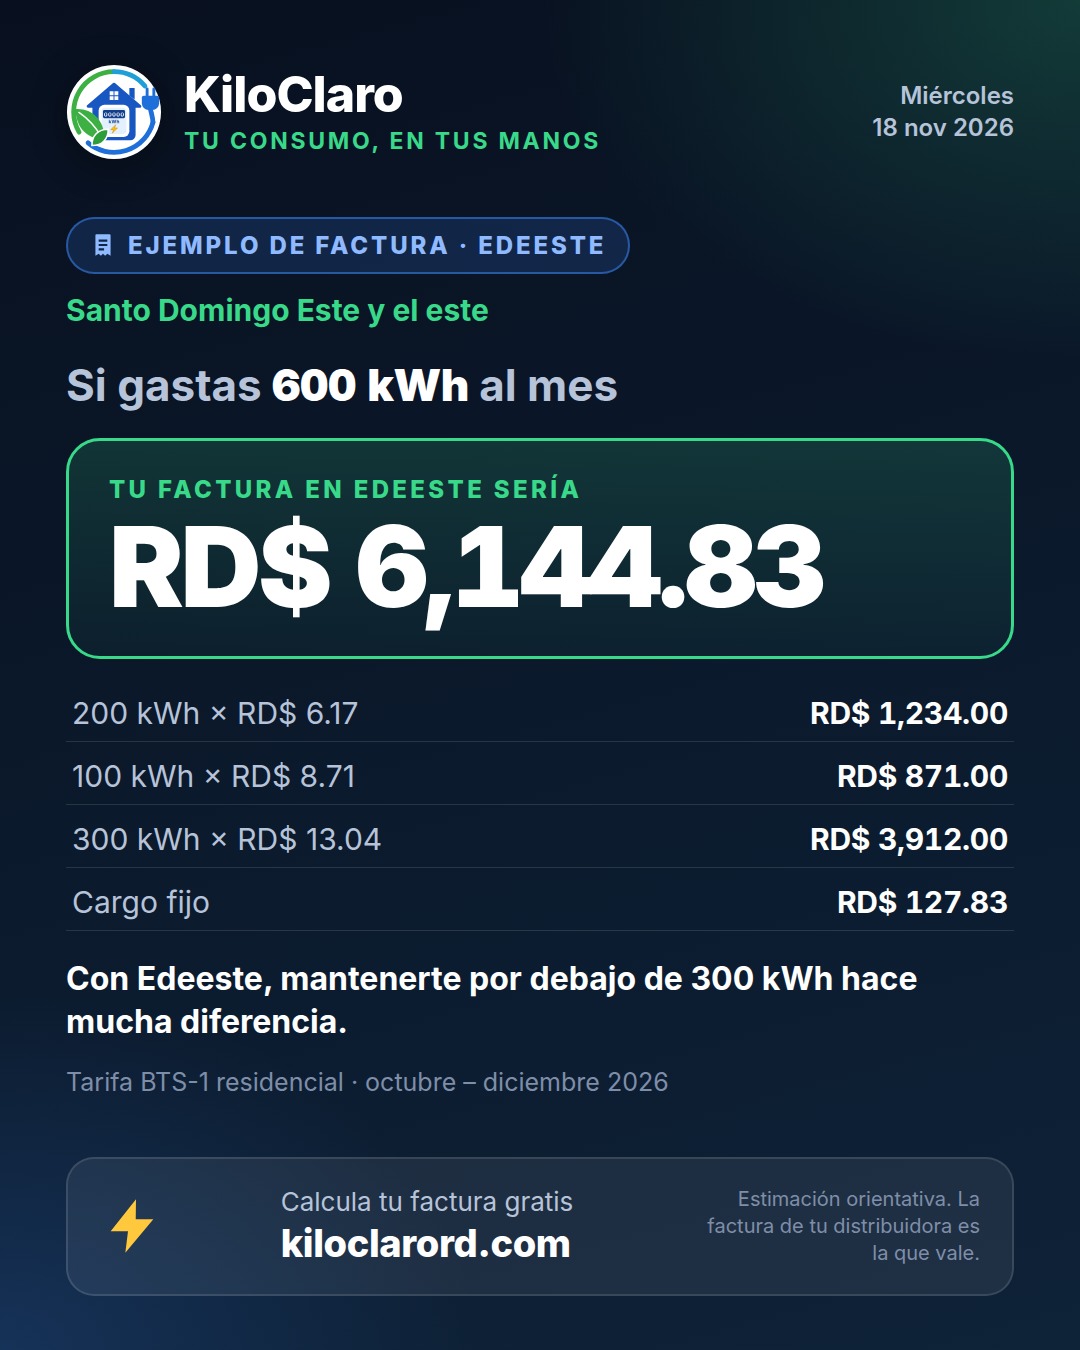 KiloClaro
TU CONSUMO, EN TUS MANOS
Miércoles
18 nov 2026
EJEMPLO DE FACTURA · EDEESTE
Santo Domingo Este y el este
Si gastas 600 kWh al mes
TU FACTURA EN EDEESTE SERÍA
RD$ 6,144.83
200 kWh × RD$ 6.17 RD$ 1,234.00
100 kWh × RD$ 8.71 RD$ 871.00
300 kWh × RD$ 13.04 RD$ 3,912.00
Cargo fijo RD$ 127.83
Con Edeeste, mantenerte por debajo de 300 kWh hace
mucha diferencia.
Tarifa BTS-1 residencial · octubre – diciembre 2026
Calcula tu factura gratis
kiloclarord.com
Estimación orientativa. La
factura de tu distribuidora es
la que vale.